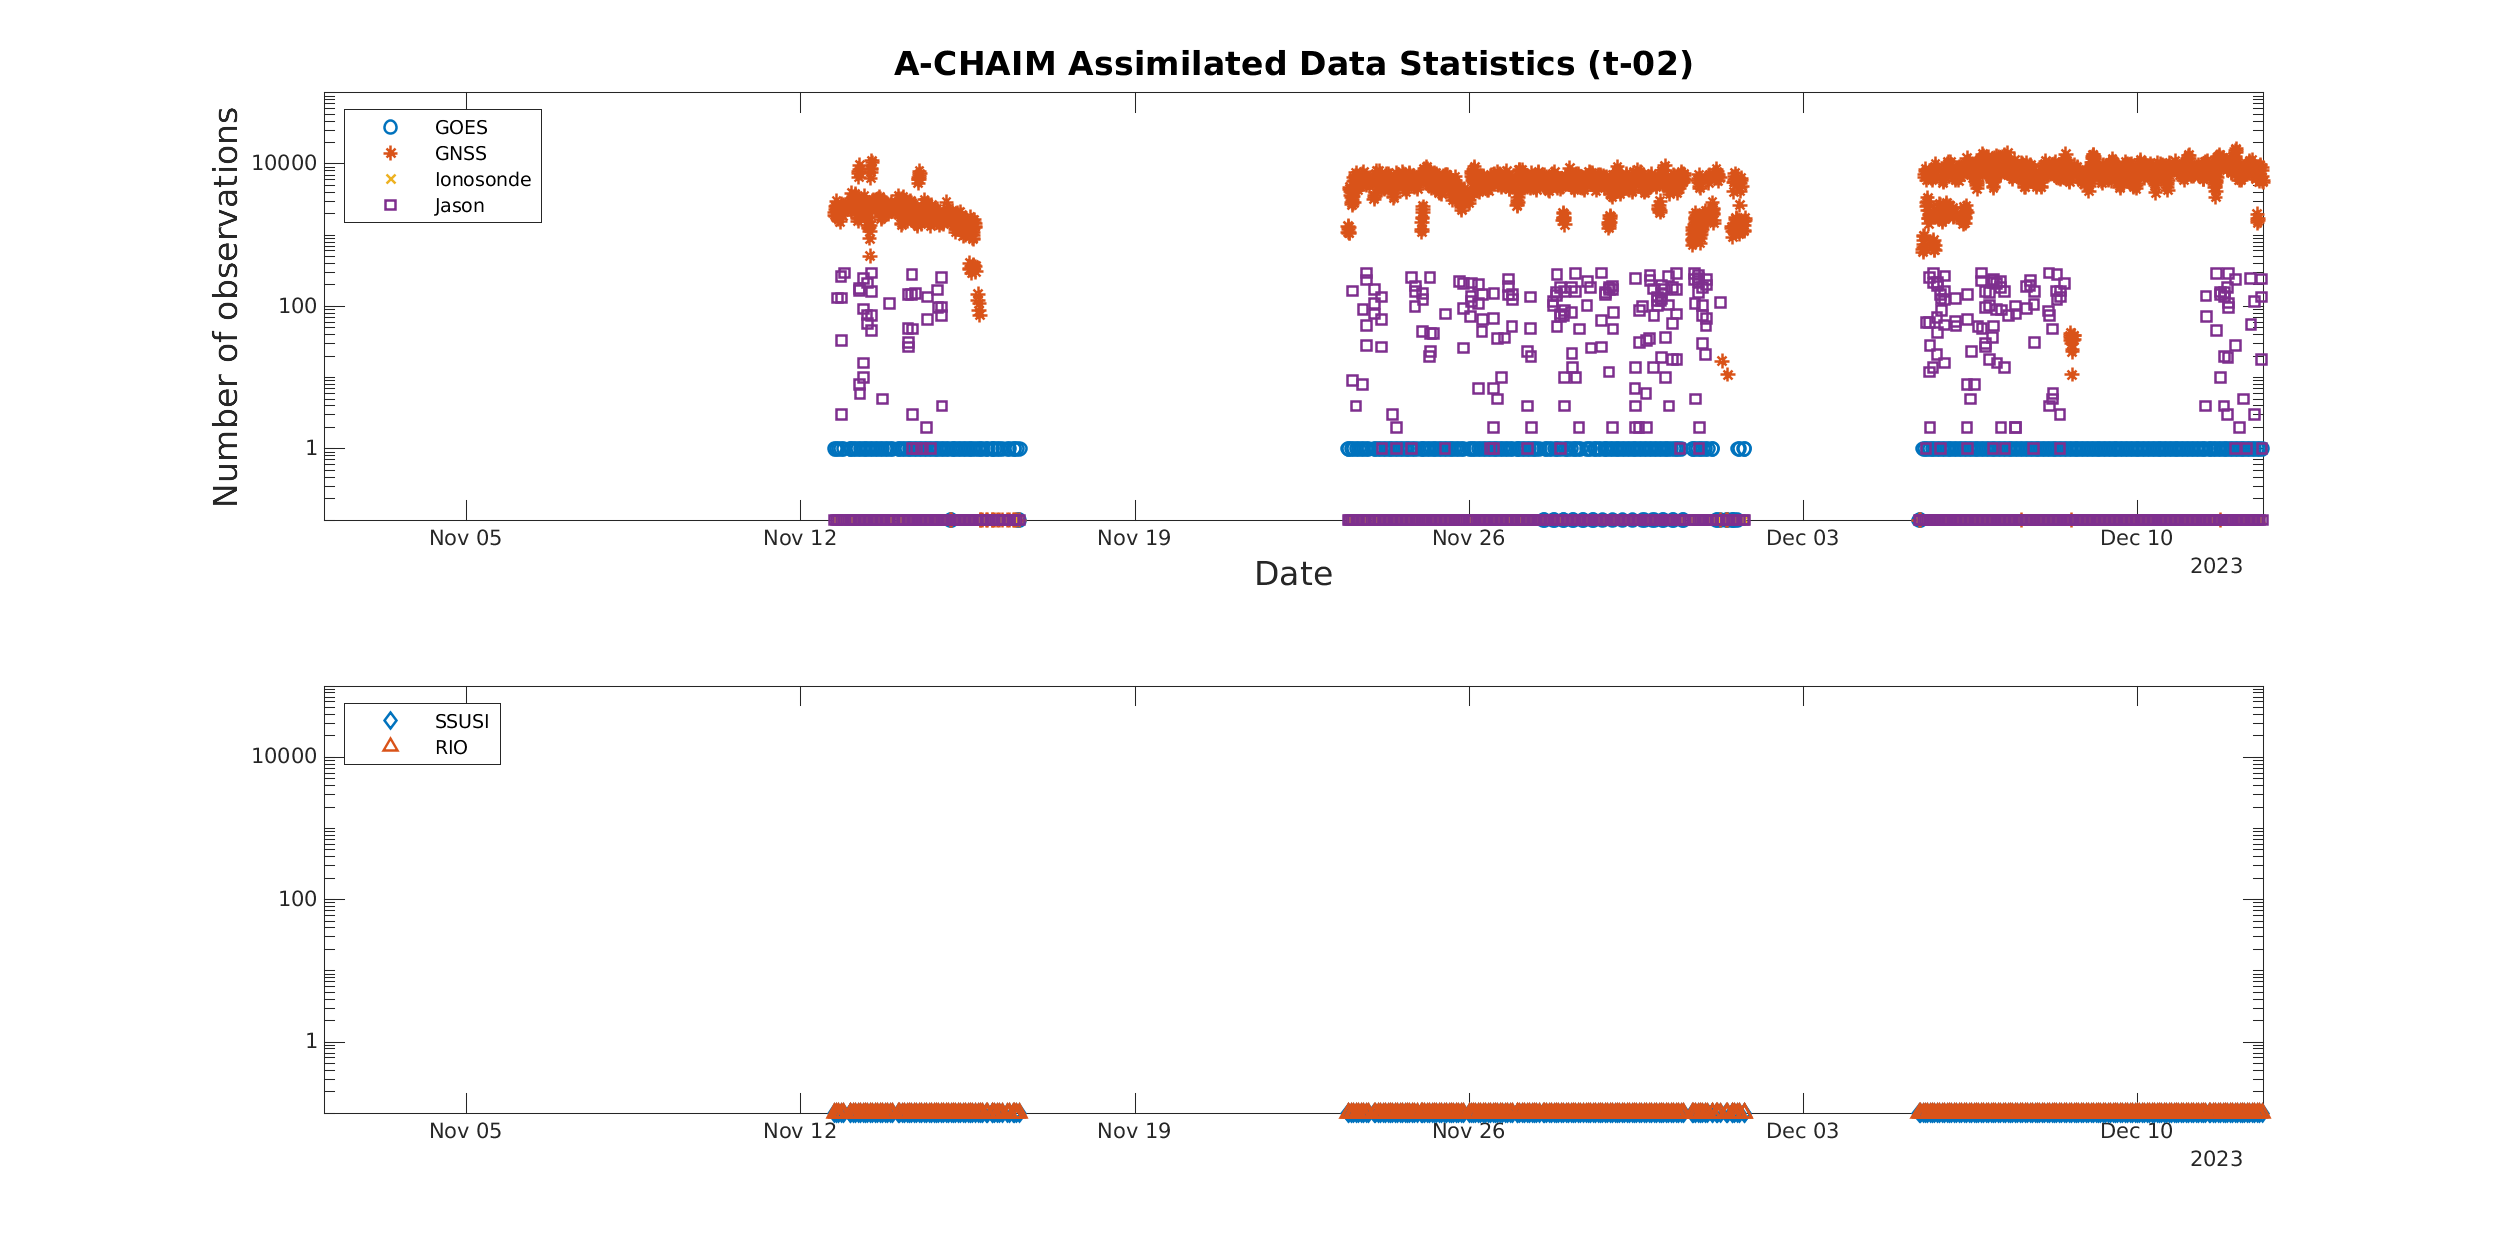 A-CHAIM Assimilated Data Statistics (t-02)
Number of observations
GOES
GNSS
Ionosonde
Jason
10000
100
1
Nov 05 Nov 12 Nov 19 Nov 26 Dec 03 Dec 10
2023
Date
SSUSI
RIO
10000
100
1
Nov 05 Nov 12 Nov 19 Nov 26 Dec 03 Dec 10
2023